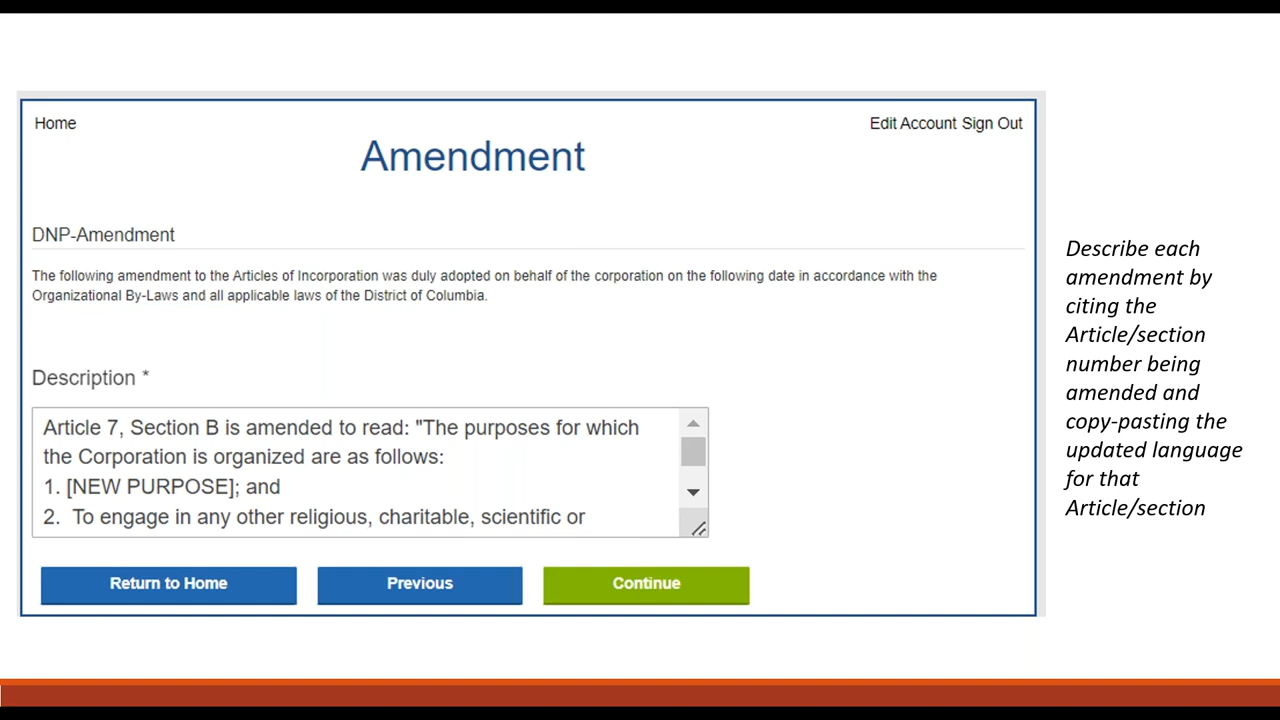 Home
Edit Account Sign Out
Amendment
DNP-Amendment
The following amendment to the Articles of Incorporation was duly adopted on behalf of the corporation on the following date in accordance with the
Organizational By-Laws and all applicable laws of the District of Columbia.
Description *
Article 7, Section B is amended to read: "The purposes for which
the Corporation is organized are as follows:
1. [NEW PURPOSE]; and
2.  To engage in any other religious, charitable, scientific or
Return to Home
Previous
Continue
Describe each
amendment by
citing the
Article/section
number being
amended and
copy-pasting the
updated language
for that
Article/section